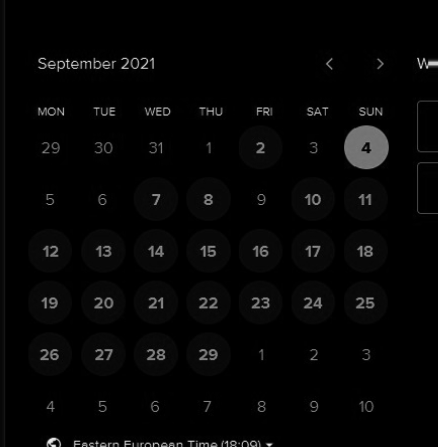 September 2021
MON TUE WED THU FRI SAT SUN
29 30 31 1 2 3 4
5 6 7 8 9 10 11
12 13 14 15 16 17 18
19 20 21 22 23 24 25
26 27 28 29 1 2 3
4 5 6 7 8 9 10
Eastern European Time (18:09)